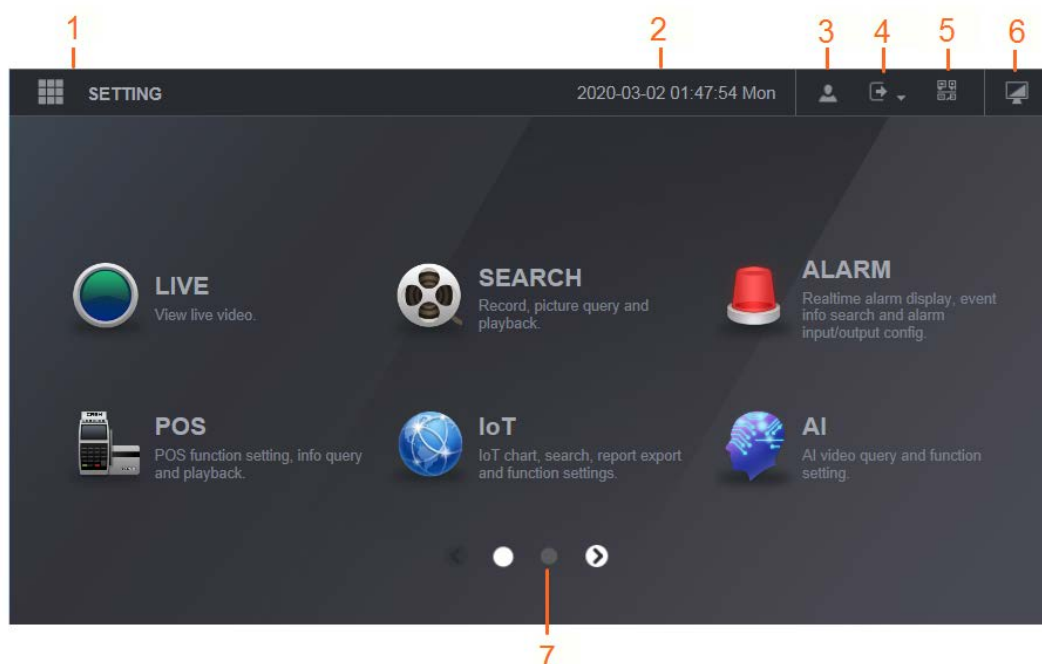 1 2 3 4 5 6
SETTING 2020-03-02 01:47:54 Mon
LIVE
View live video.
SEARCH
Record, picture query and
playback.
ALARM
Realtime alarm display, event
info search and alarm
input/output config.
POS
POS function setting, info query
and playback.
IoT
IoT chart, search, report export
and function settings.
AI
AI video query and function
setting.
7